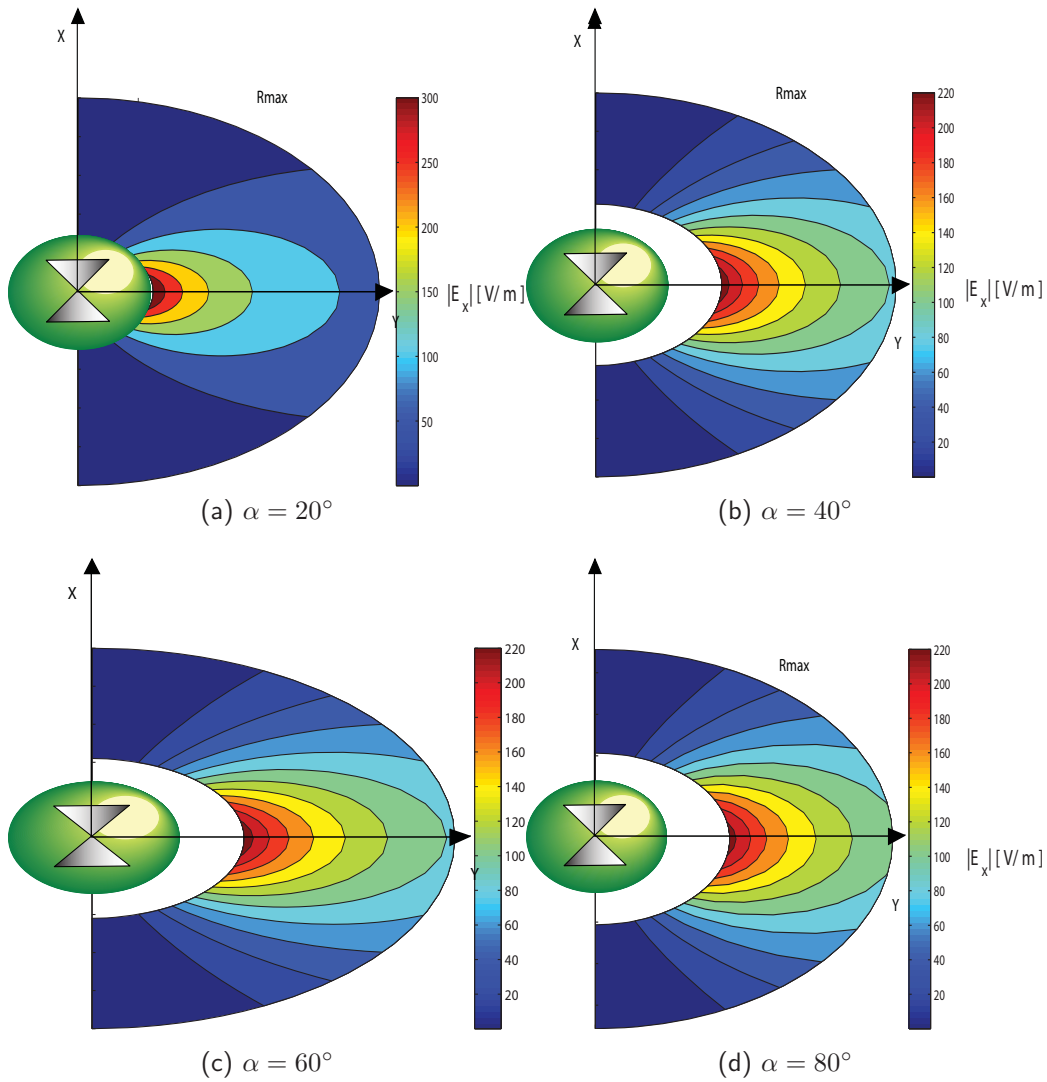 X
Rmax
300
250
200
150
100
50
|E_x| [V/m]
Y
(a) α = 20°
X
Rmax
220
200
180
160
140
120
100
80
60
40
20
|E_x| [V/m]
Y
(b) α = 40°
X
220
200
180
160
140
120
100
80
60
40
20
Y
(c) α = 60°
X
Rmax
220
200
180
160
140
120
100
80
60
40
20
|E_x| [V/m]
Y
(d) α = 80°